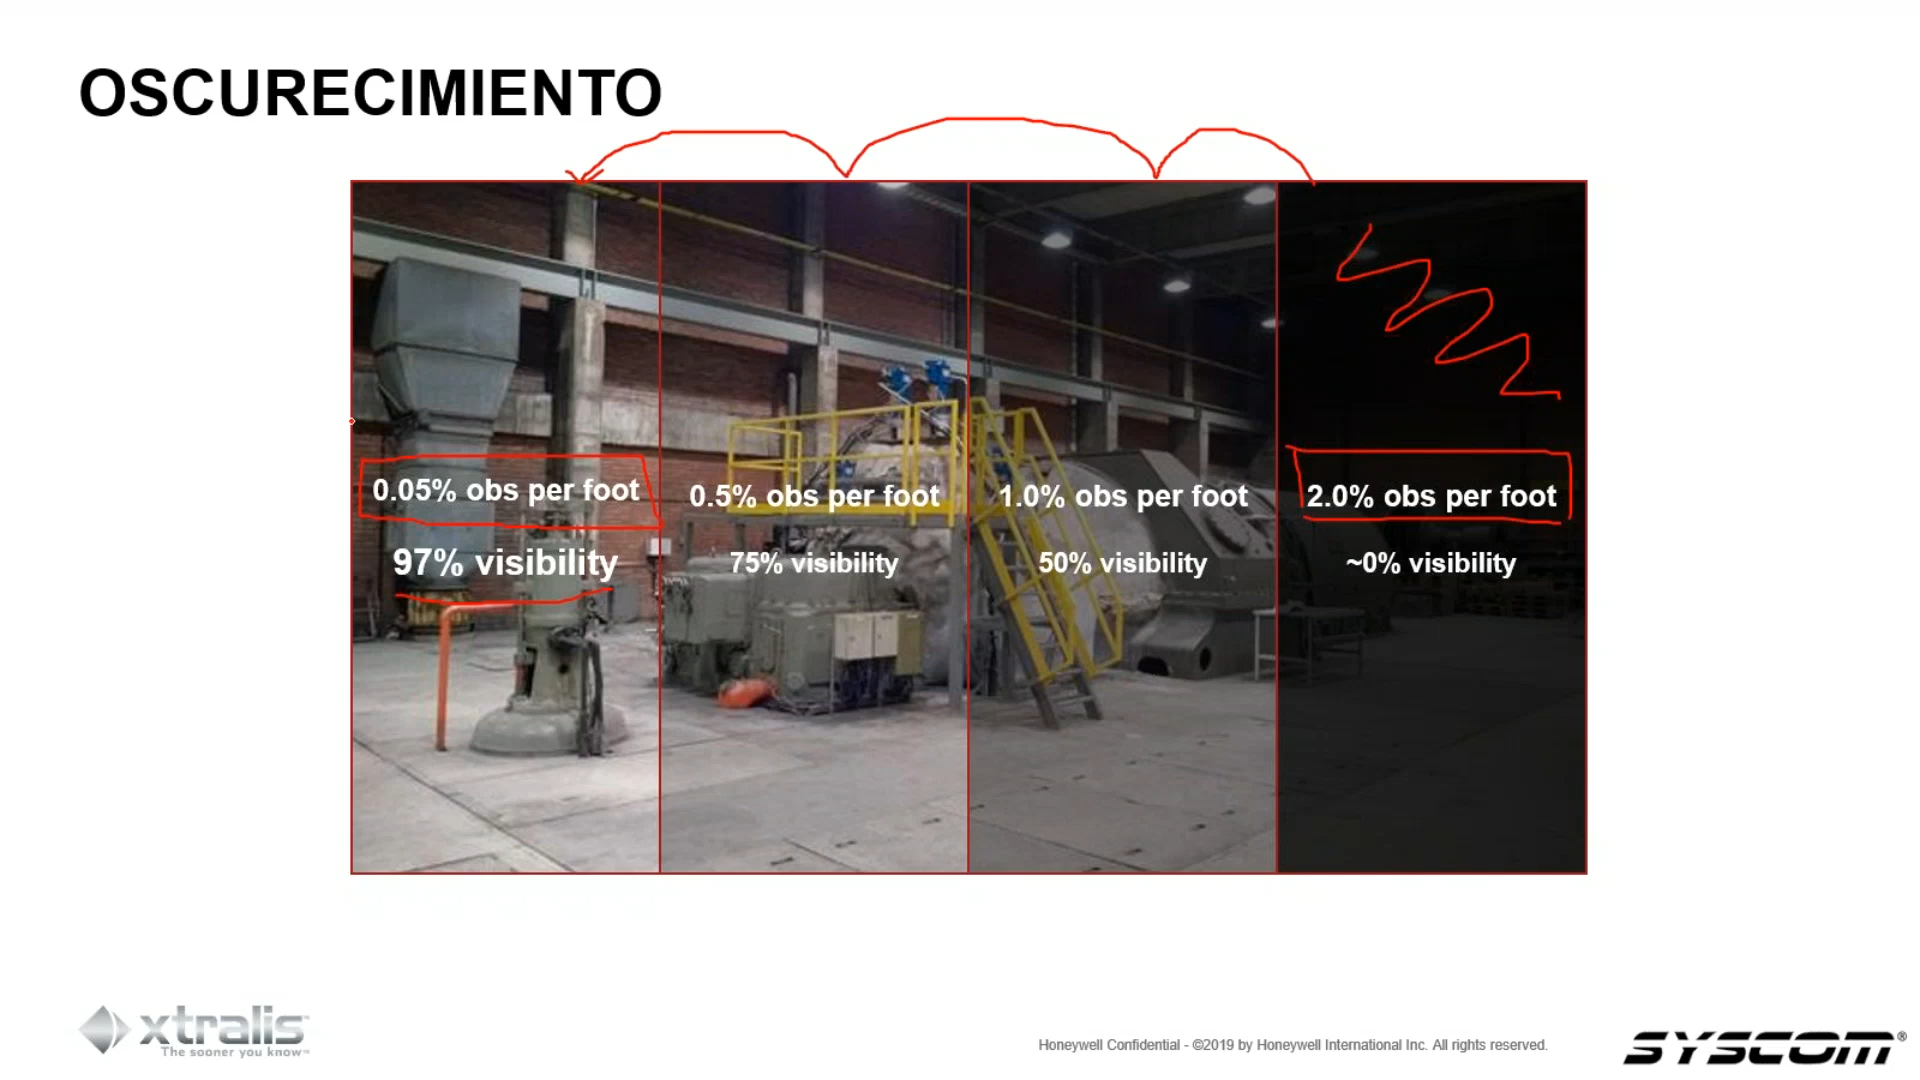 OSCURECIMIENTO
0.05% obs per foot
97% visibility
0.5% obs per foot
75% visibility
1.0% obs per foot
50% visibility
2.0% obs per foot
~0% visibility
xtralis™
The sooner you know™
Honeywell Confidential - ©2019 by Honeywell International Inc. All rights reserved.
SYSCOM®